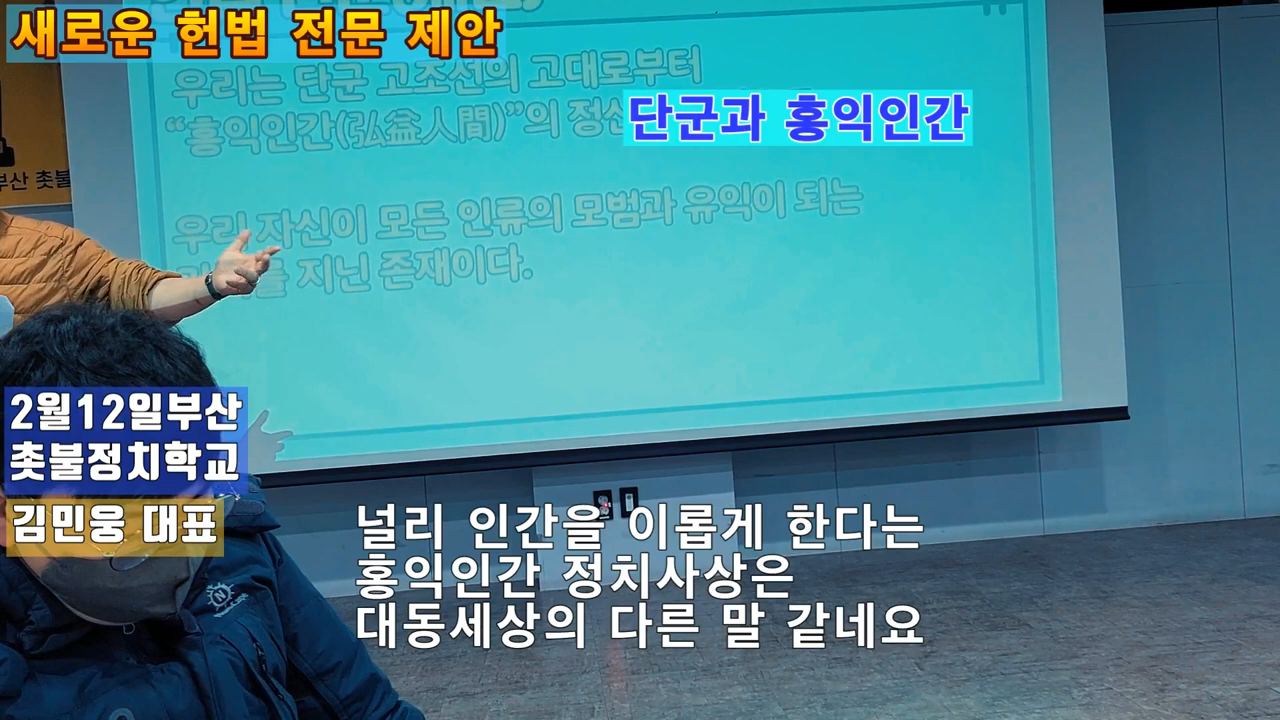 새로운 헌법 전문 제안
우리는 단군 고조선의 고대로부터
“홍익인간(弘益人間)”의
단군과 홍익인간
우리 자신이 모든 인류의 모범과 유익이 되는
지닌 존재이다.
부산 촛불
2월12일부산
촛불정치학교
김민웅 대표
널리 인간을 이롭게 한다는
홍익인간 정치사상은
대동세상의 다른 말 같네요